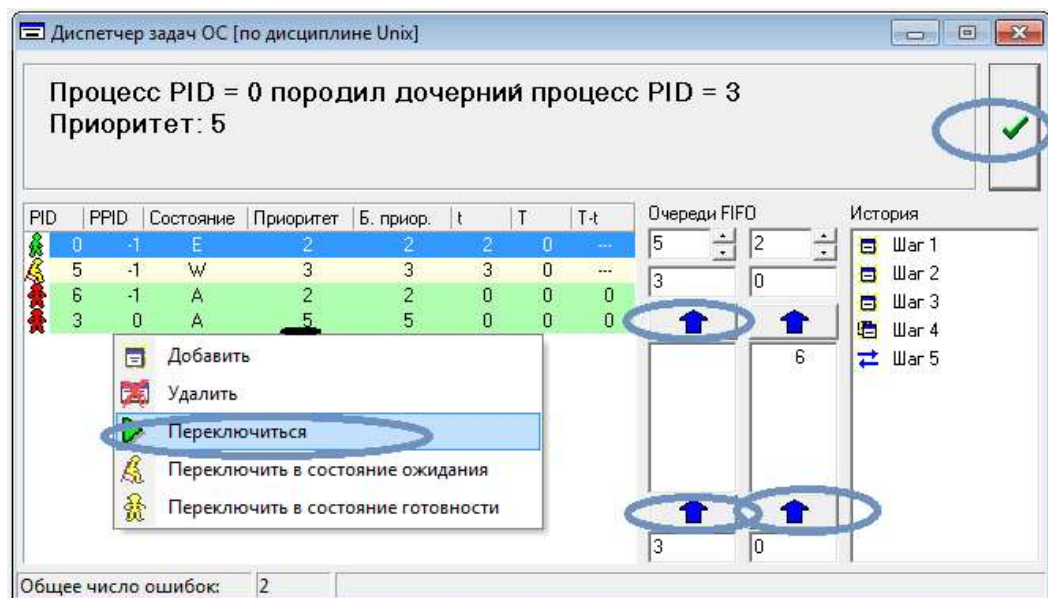 Диспетчер задач ОС [по дисциплине Unix]
Процесс PID = 0 породил дочерний процесс PID = 3
Приоритет: 5
PID PPID Состояние Приоритет Б. приор. t T T-t
0 -1 E 2 2 2 0 ---
5 -1 W 3 3 3 0 ---
6 -1 A 2 2 0 0 0
3 0 A 5 5 0 0 0
Добавить
Удалить
Переключиться
Переключить в состояние ожидания
Переключить в состояние готовности
Очереди FIFO
5 2
3 0
6
3 0
История
Шаг 1
Шаг 2
Шаг 3
Шаг 4
Шаг 5
Общее число ошибок: 2